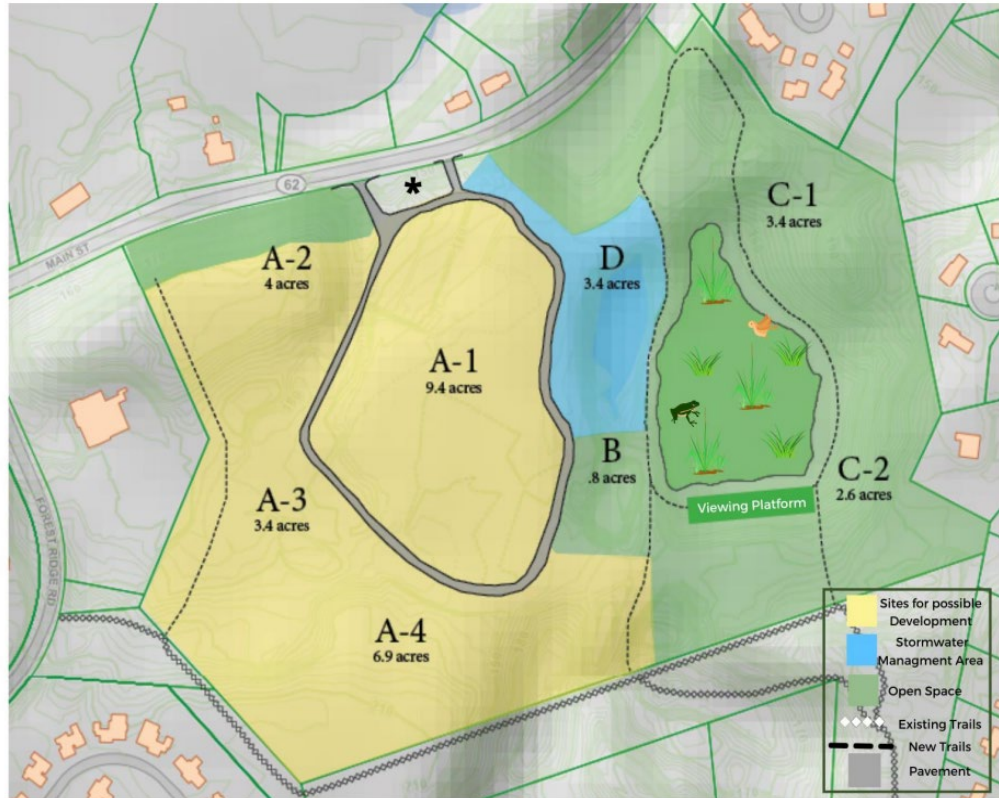 62
*
MAIN ST
A-2
4 acres
C-1
3.4 acres
D
3.4 acres
A-1
9.4 acres
B
.8 acres
C-2
2.6 acres
A-3
3.4 acres
Viewing Platform
FOREST RIDGE RD
A-4
6.9 acres
Sites for possible
Development
Stormwater
Managment Area
Open Space
Existing Trails
New Trails
Pavement